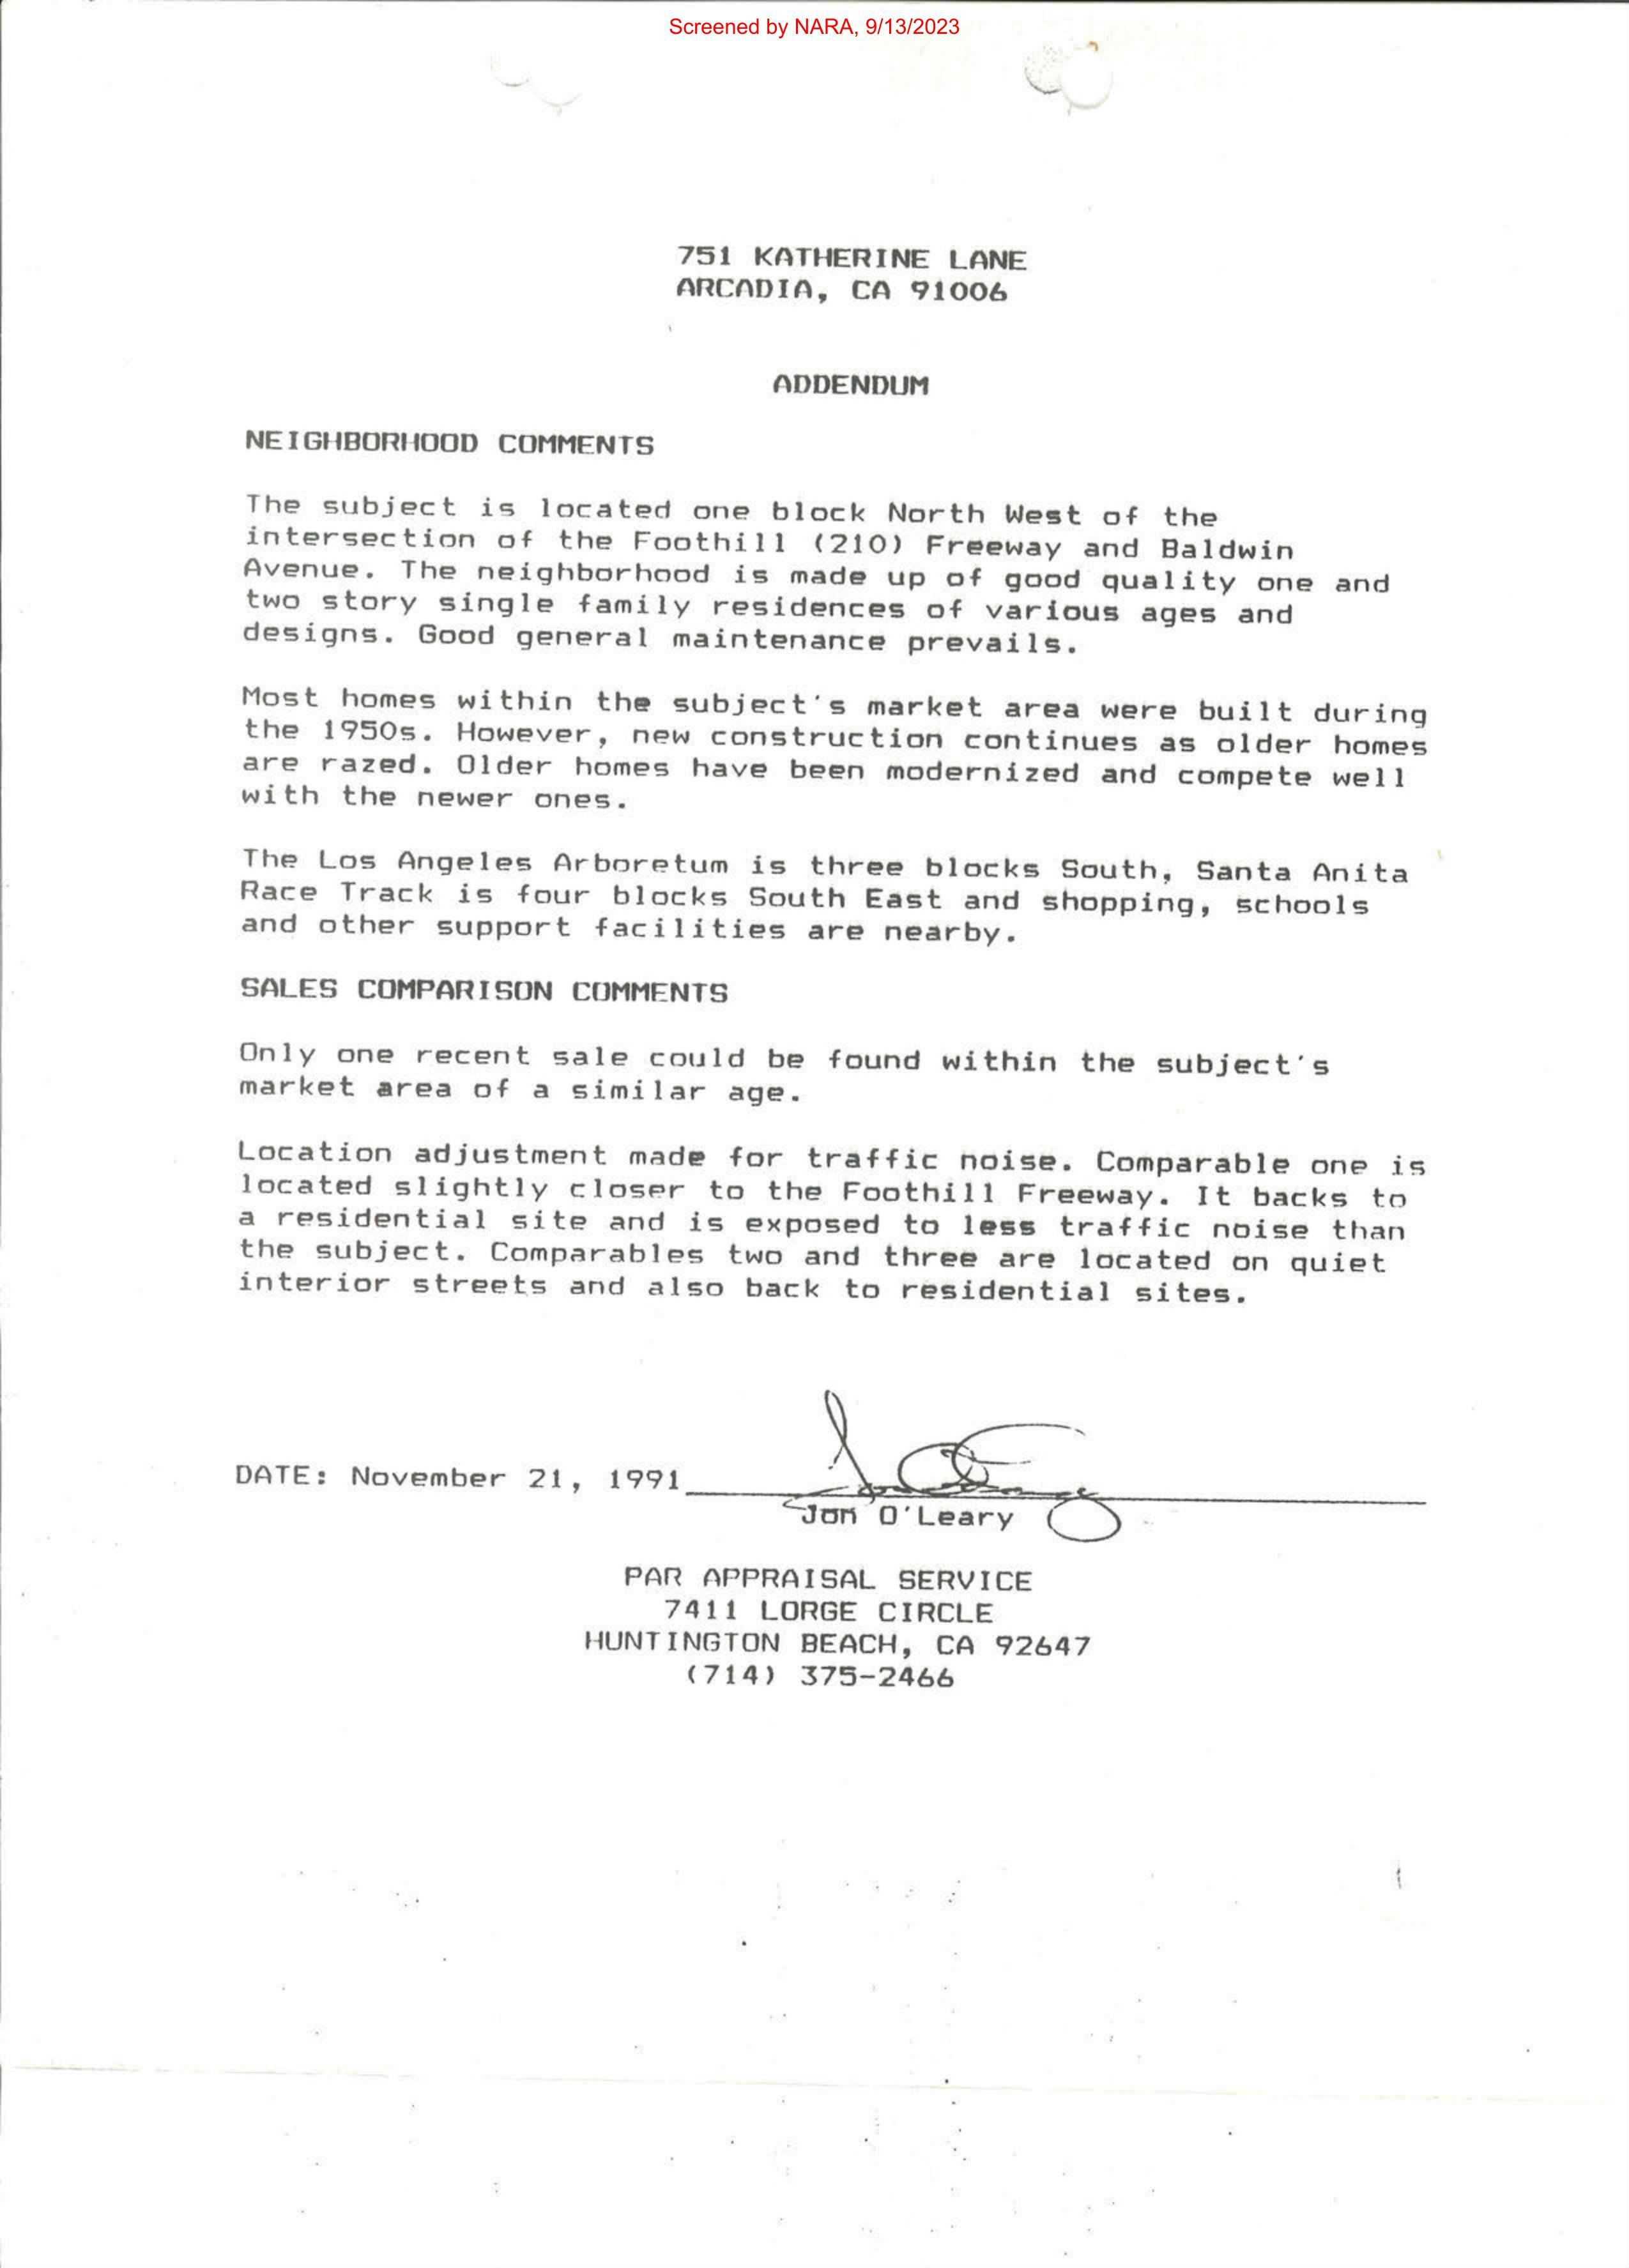 Screened by NARA, 9/13/2023
751 KATHERINE LANE
ARCADIA, CA 91006
ADDENDUM
NEIGHBORHOOD COMMENTS
The subject is located one block North West of the
intersection of the Foothill (210) Freeway and Baldwin
Avenue. The neighborhood is made up of good quality one and
two story single family residences of various ages and
designs. Good general maintenance prevails.
Most homes within the subject's market area were built during
the 1950s. However, new construction continues as older homes
are razed. Older homes have been modernized and compete well
with the newer ones.
The Los Angeles Arboretum is three blocks South, Santa Anita
Race Track is four blocks South East and shopping, schools
and other support facilities are nearby.
SALES COMPARISON COMMENTS
Only one recent sale could be found within the subject's
market area of a similar age.
Location adjustment made for traffic noise. Comparable one is
located slightly closer to the Foothill Freeway. It backs to
a residential site and is exposed to less traffic noise than
the subject. Comparables two and three are located on quiet
interior streets and also back to residential sites.
DATE: November 21, 1991
Jon O'Leary
PAR APPRAISAL SERVICE
7411 LORGE CIRCLE
HUNTINGTON BEACH, CA 92647
(714) 375-2466